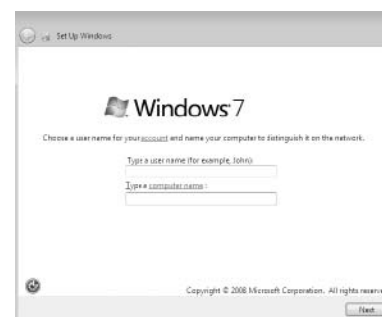 Set Up Windows
Windows 7
Choose a user name for your account and name your computer to distinguish it on the network.
Type a user name (for example, John):
Type a computer name :
Copyright © 2008 Microsoft Corporation. All rights reserve
Next